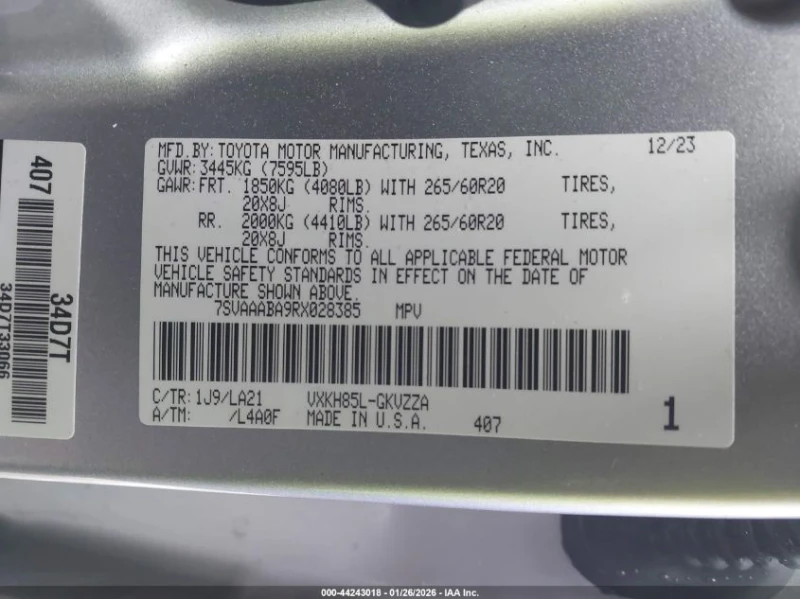 407
34D7T
34D7T33066
MFD.BY: TOYOTA MOTOR MANUFACTURING, TEXAS, INC. 12/23
GVWR: 3445KG (7595LB)
GAWR: FRT. 1850KG (4080LB) WITH 265/60R20 TIRES,
20X8J RIMS.
RR. 2000KG (4410LB) WITH 265/60R20 TIRES,
20X8J RIMS.
THIS VEHICLE CONFORMS TO ALL APPLICABLE FEDERAL MOTOR
VEHICLE SAFETY STANDARDS IN EFFECT ON THE DATE OF
MANUFACTURE SHOWN ABOVE.
7SVAAABA9RX028385 MPV
C/TR: 1J9/LA21 VXKH85L-GKVZZA
A/TM: /L4A0F MADE IN U.S.A. 407 1
000-44243018 - 01/26/2026 - IAA Inc.